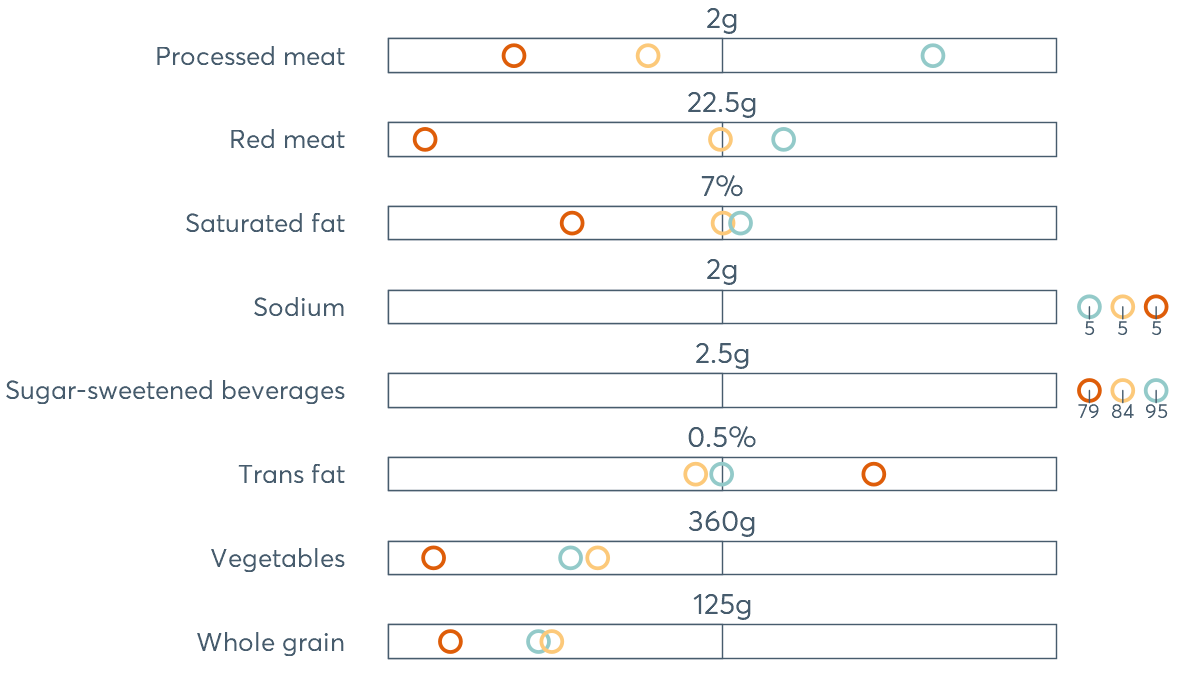 2g
Processed meat
22.5g
Red meat
7%
Saturated fat
2g
Sodium
5 5 5
2.5g
Sugar-sweetened beverages
79 84 95
0.5%
Trans fat
360g
Vegetables
125g
Whole grain